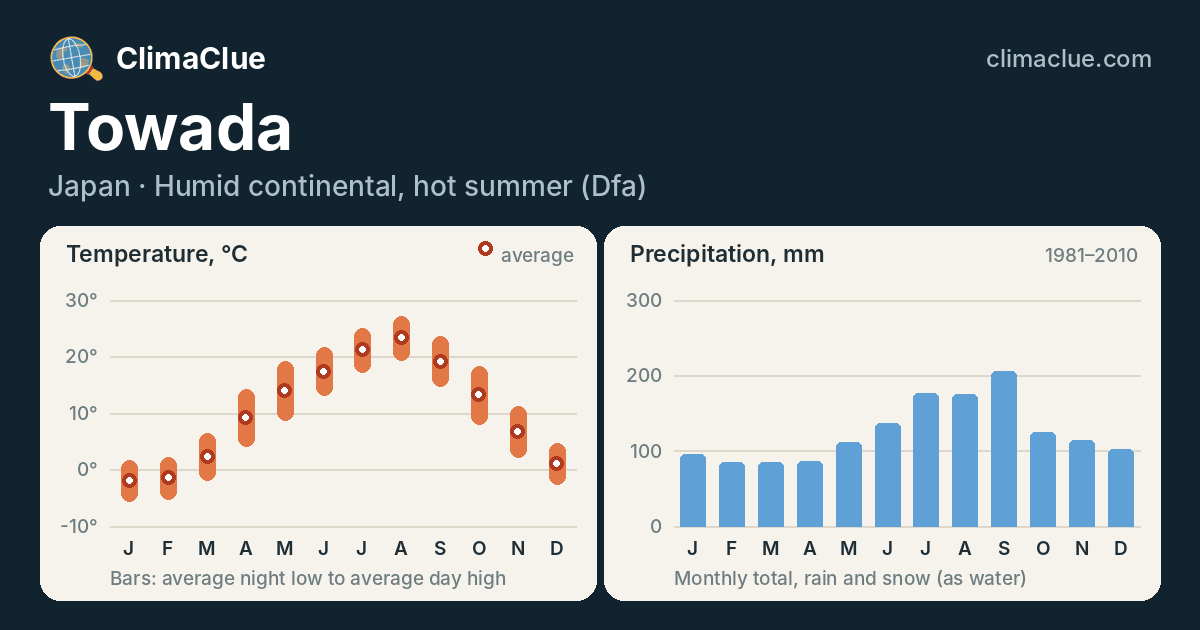 ClimaClue
climaclue.com
Towada
Japan · Humid continental, hot summer (Dfa)
Temperature, °C
average
30°
20°
10°
0°
-10°
J F M A M J J A S O N D
Bars: average night low to average day high
Precipitation, mm
1981–2010
300
200
100
0
J F M A M J J A S O N D
Monthly total, rain and snow (as water)